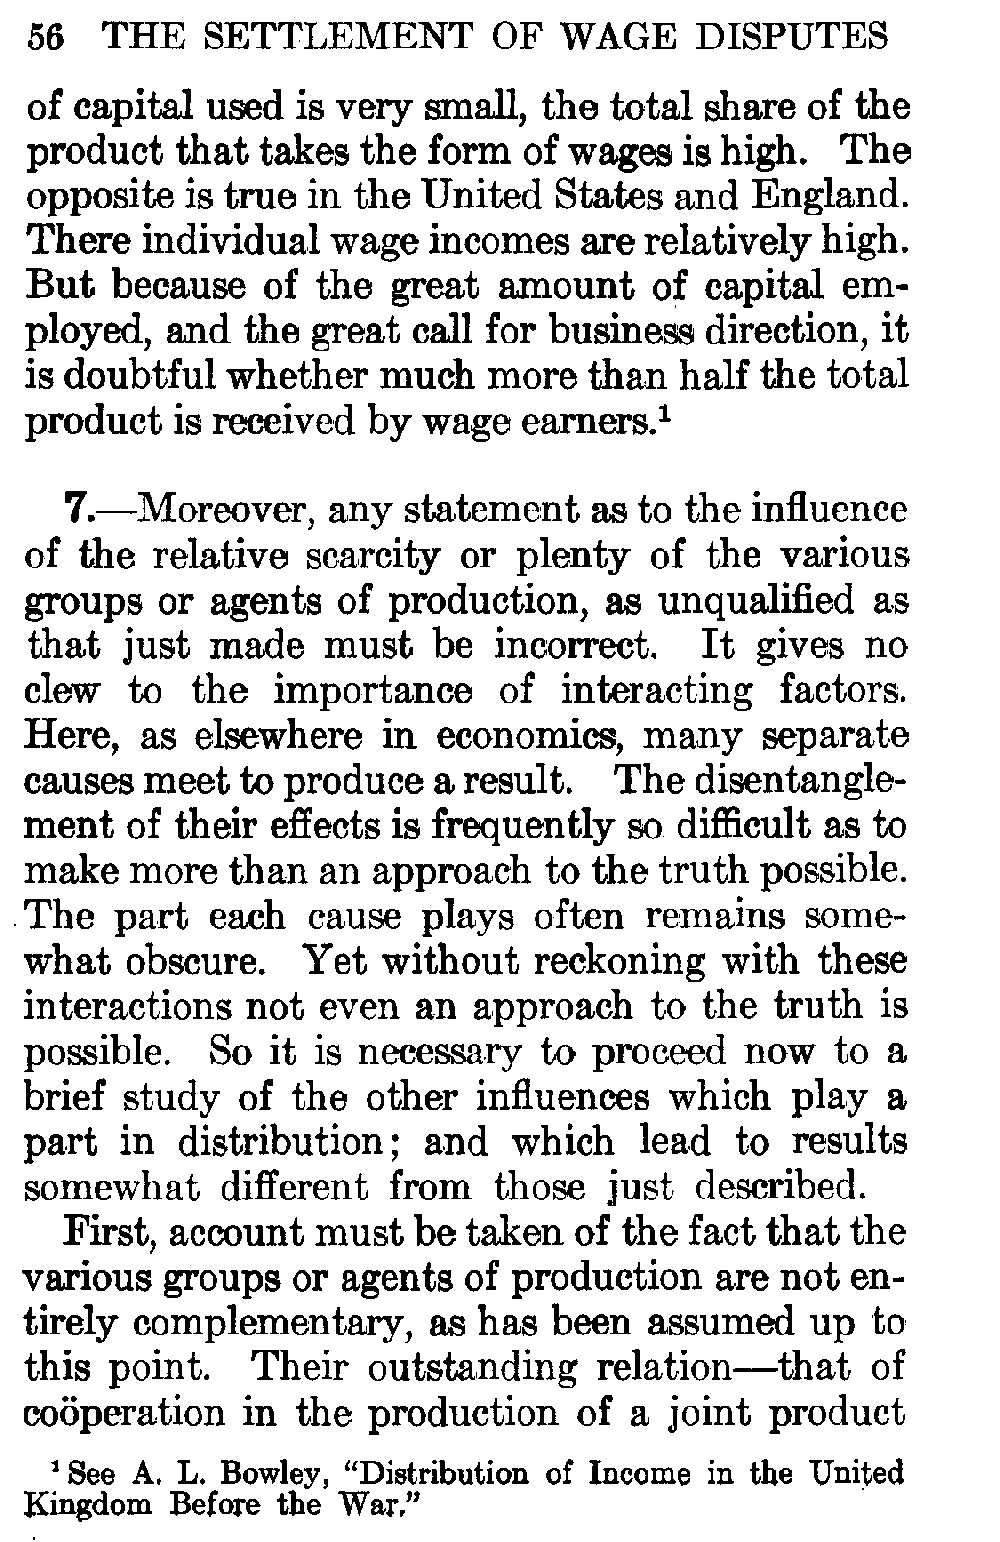 56 THE SETTLEMENT OF WAGE DISPUTES
of capital used is very small, the total share of the
product that takes the form of wages is high. The
opposite is true in the United States and England.
There individual wage incomes are relatively high.
But because of the great amount of capital em-
ployed, and the great call for business direction, it
is doubtful whether much more than half the total
product is received by wage earners.¹
7.—Moreover, any statement as to the influence
of the relative scarcity or plenty of the various
groups or agents of production, as unqualified as
that just made must be incorrect. It gives no
clew to the importance of interacting factors.
Here, as elsewhere in economics, many separate
causes meet to produce a result. The disentangle-
ment of their effects is frequently so difficult as to
make more than an approach to the truth possible.
The part each cause plays often remains some-
what obscure. Yet without reckoning with these
interactions not even an approach to the truth is
possible. So it is necessary to proceed now to a
brief study of the other influences which play a
part in distribution; and which lead to results
somewhat different from those just described.
First, account must be taken of the fact that the
various groups or agents of production are not en-
tirely complementary, as has been assumed up to
this point. Their outstanding relation—that of
coöperation in the production of a joint product
¹ See A. L. Bowley, "Distribution of Income in the United
Kingdom Before the War."